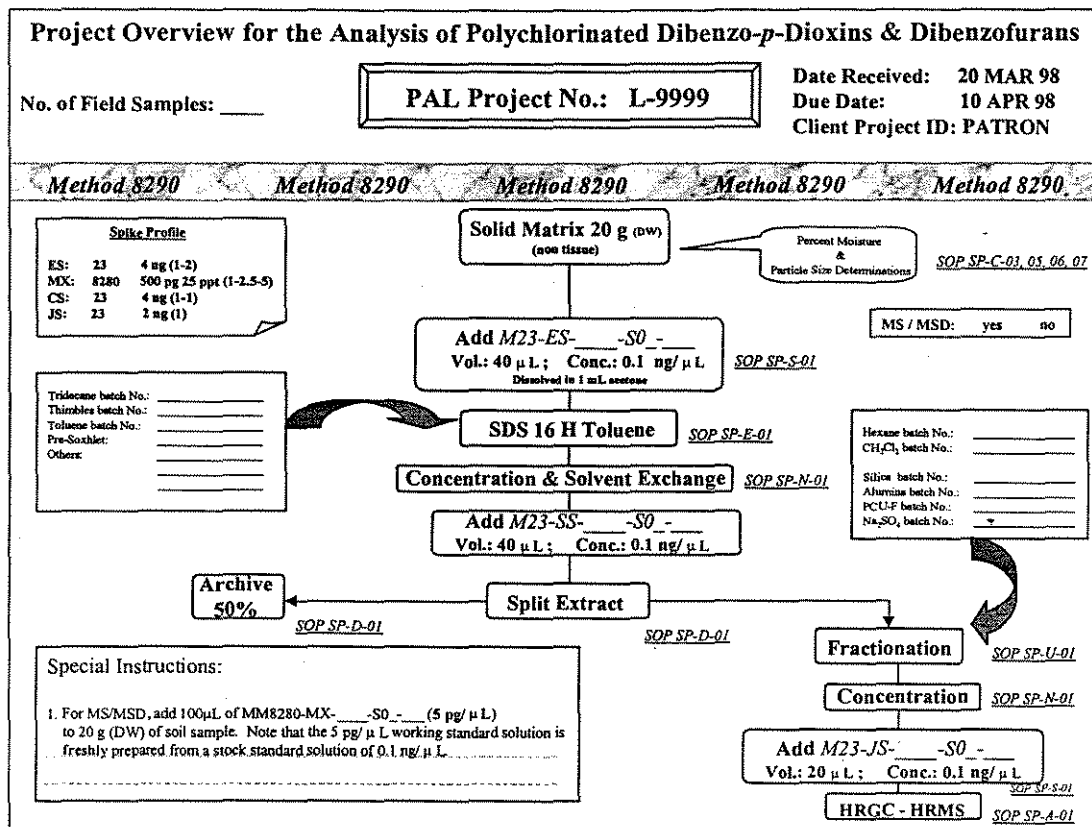 Project Overview for the Analysis of Polychlorinated Dibenzo-p-Dioxins & Dibenzofurans
No. of Field Samples: ____
PAL Project No.: L-9999
Date Received: 20 MAR 98
Due Date: 10 APR 98
Client Project ID: PATRON
Method 8290 Method 8290 Method 8290 Method 8290 Method 8290
Spike Profile
ES: 23 4 ng (1-2)
MX: 8280 500 pg 25 ppt (1-2.5-5)
CS: 23 4 ng (1-1)
JS: 23 2 ng (1)
Solid Matrix 20 g (DW)
(non tissue)
Percent Moisture
&
Particle Size Determinations
SOP SP-C-03, 05, 06, 07
MS / MSD: yes no
Add M23-ES-____-S0_-___
Vol.: 40 µL ; Conc.: 0.1 ng/ µL
Dissolved in 1 mL acetone
SOP SP-S-01
Tridecane batch No.:
Thimbles batch No.:
Toluene batch No.:
Pre-Soxhlet:
Others:
SDS 16 H Toluene
SOP SP-E-01
Concentration & Solvent Exchange
SOP SP-N-01
Add M23-SS-____-S0_-___
Vol.: 40 µL ; Conc.: 0.1 ng/ µL
Hexane batch No.:
CH₂Cl₂ batch No.:
Silica batch No.:
Alumina batch No.:
PCU-F batch No.:
Na₂SO₄ batch No.:
Archive
50%
SOP SP-D-01
Split Extract
SOP SP-D-01
Fractionation
SOP SP-U-01
Concentration
SOP SP-N-01
Add M23-JS-____-S0_-___
Vol.: 20 µL ; Conc.: 0.1 ng/ µL
SOP SP-S-01
HRGC - HRMS
SOP SP-A-01
Special Instructions:
1. For MS/MSD, add 100µL of MM8280-MX-____-S0_-___ (5 pg/ µL)
to 20 g (DW) of soil sample. Note that the 5 pg/ µL working standard solution is
freshly prepared from a stock standard solution of 0.1 ng/ µL